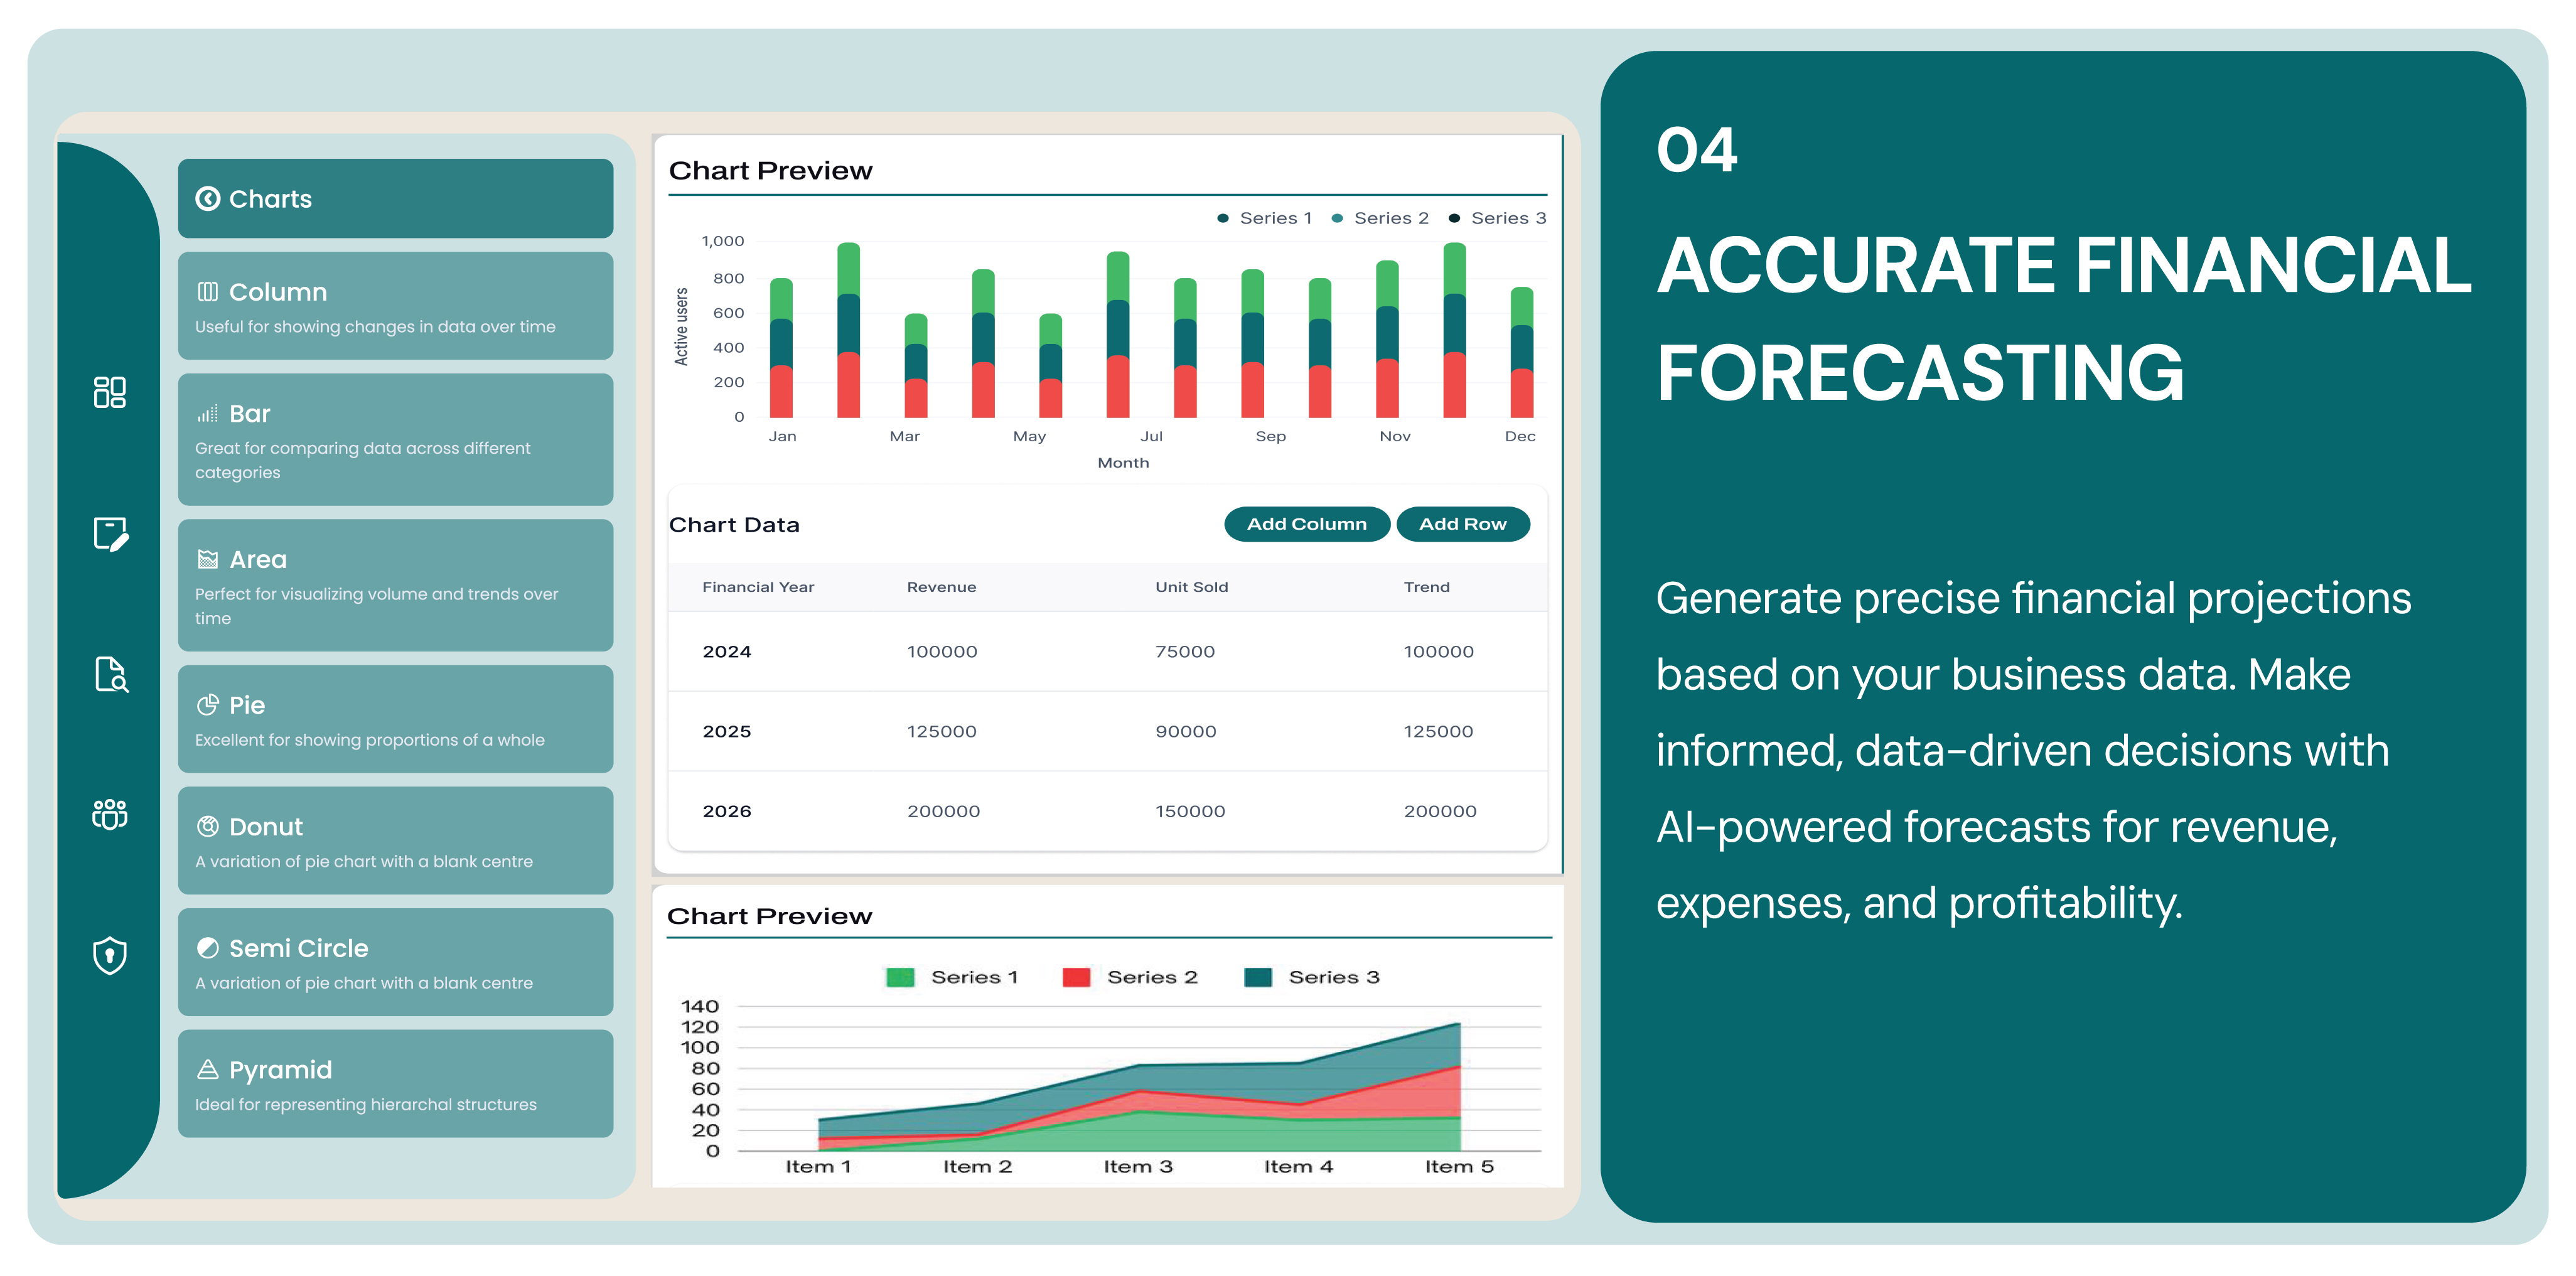 Charts
Column
Useful for showing changes in data over time
Bar
Great for comparing data across different
categories
Area
Perfect for visualizing volume and trends over
time
Pie
Excellent for showing proportions of a whole
Donut
A variation of pie chart with a blank centre
Semi Circle
A variation of pie chart with a blank centre
Pyramid
Ideal for representing hierarchal structures
Chart Preview
Series 1 Series 2 Series 3
1,000
800
600
400
200
0
Active users
Jan Mar May Jul Sep Nov Dec
Month
Chart Data Add Column Add Row
Financial Year Revenue Unit Sold Trend
2024 100000 75000 100000
2025 125000 90000 125000
2026 200000 150000 200000
Chart Preview
Series 1 Series 2 Series 3
140
120
100
80
60
40
20
0
Item 1 Item 2 Item 3 Item 4 Item 5
04
ACCURATE FINANCIAL
FORECASTING
Generate precise financial projections
based on your business data. Make
informed, data-driven decisions with
AI-powered forecasts for revenue,
expenses, and profitability.